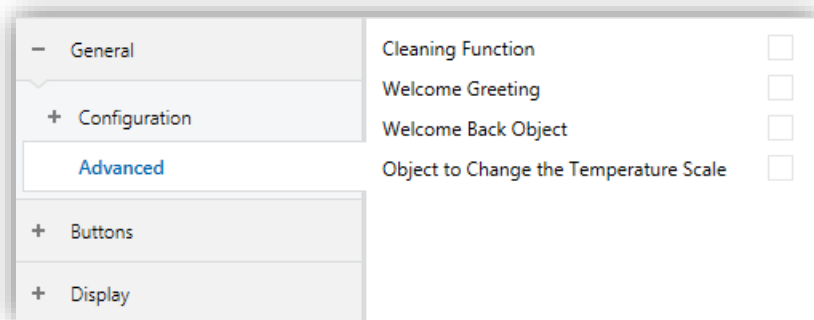 General
Configuration
Advanced
Buttons
Display
Cleaning Function
Welcome Greeting
Welcome Back Object
Object to Change the Temperature Scale